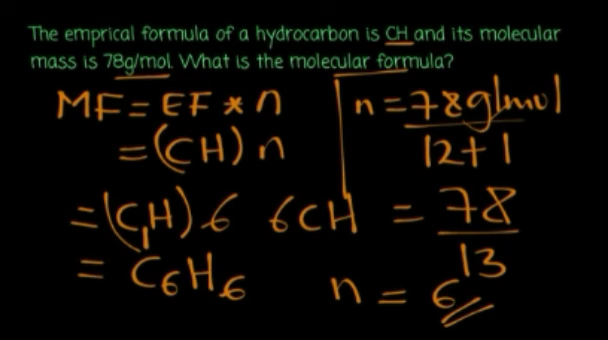 The emprical formula of a hydrocarbon is CH and its molecular
mass is 78g/mol. What is the molecular formula?
MF = EF * n
= (CH) n
= (CH) 6 6CH
= C6H6
n = 78g/mol
12+1
= 78
13
n = 6